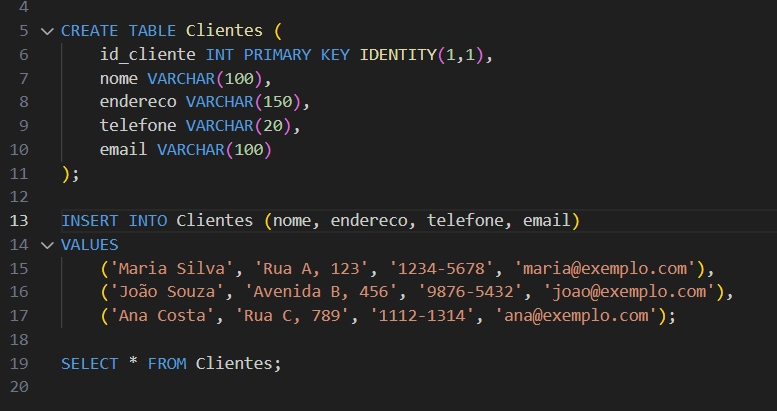 4
5 CREATE TABLE Clientes (
6 id_cliente INT PRIMARY KEY IDENTITY(1,1),
7 nome VARCHAR(100),
8 endereco VARCHAR(150),
9 telefone VARCHAR(20),
10 email VARCHAR(100)
11 );
12
13 INSERT INTO Clientes (nome, endereco, telefone, email)
14 VALUES
15 ('Maria Silva', 'Rua A, 123', '1234-5678', 'maria@exemplo.com'),
16 ('João Souza', 'Avenida B, 456', '9876-5432', 'joao@exemplo.com'),
17 ('Ana Costa', 'Rua C, 789', '1112-1314', 'ana@exemplo.com');
18
19 SELECT * FROM Clientes;
20